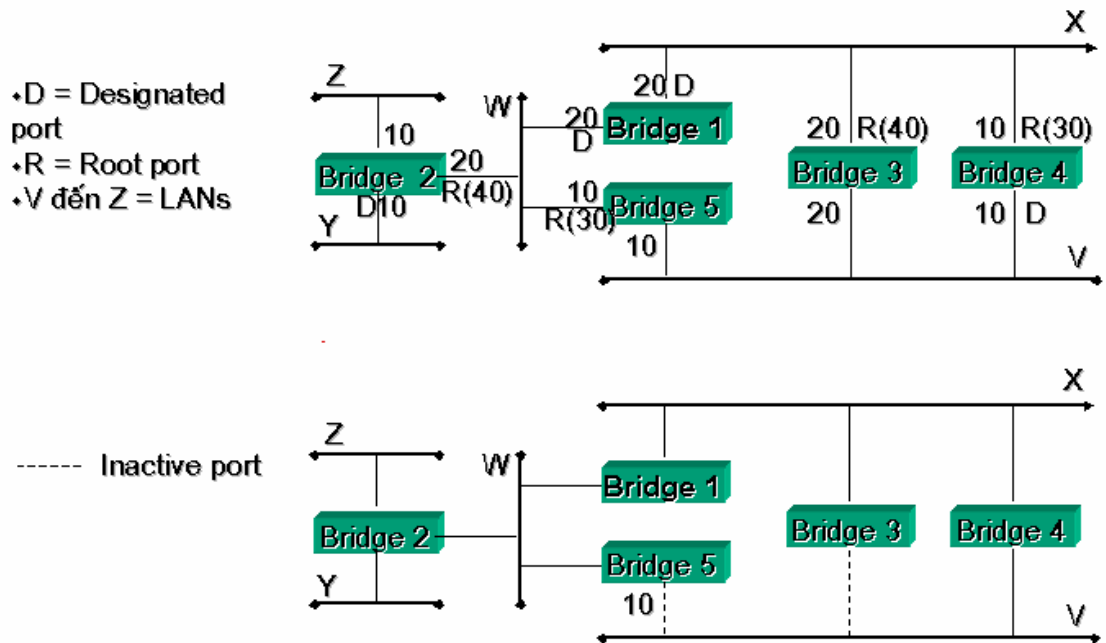 •D = Designated
port
•R = Root port
•V đến Z = LANs
X
Z
W
20 D
10
20
D
Bridge 1
20 R(40)
10 R(30)
Bridge 2
20
R(40)
D10
10
R(30)
Bridge 5
Bridge 3
Bridge 4
20
10 D
Y
10
V
X
Z
W
------ Inactive port
Bridge 1
Bridge 2
Bridge 3
Bridge 4
Bridge 5
Y
10
V